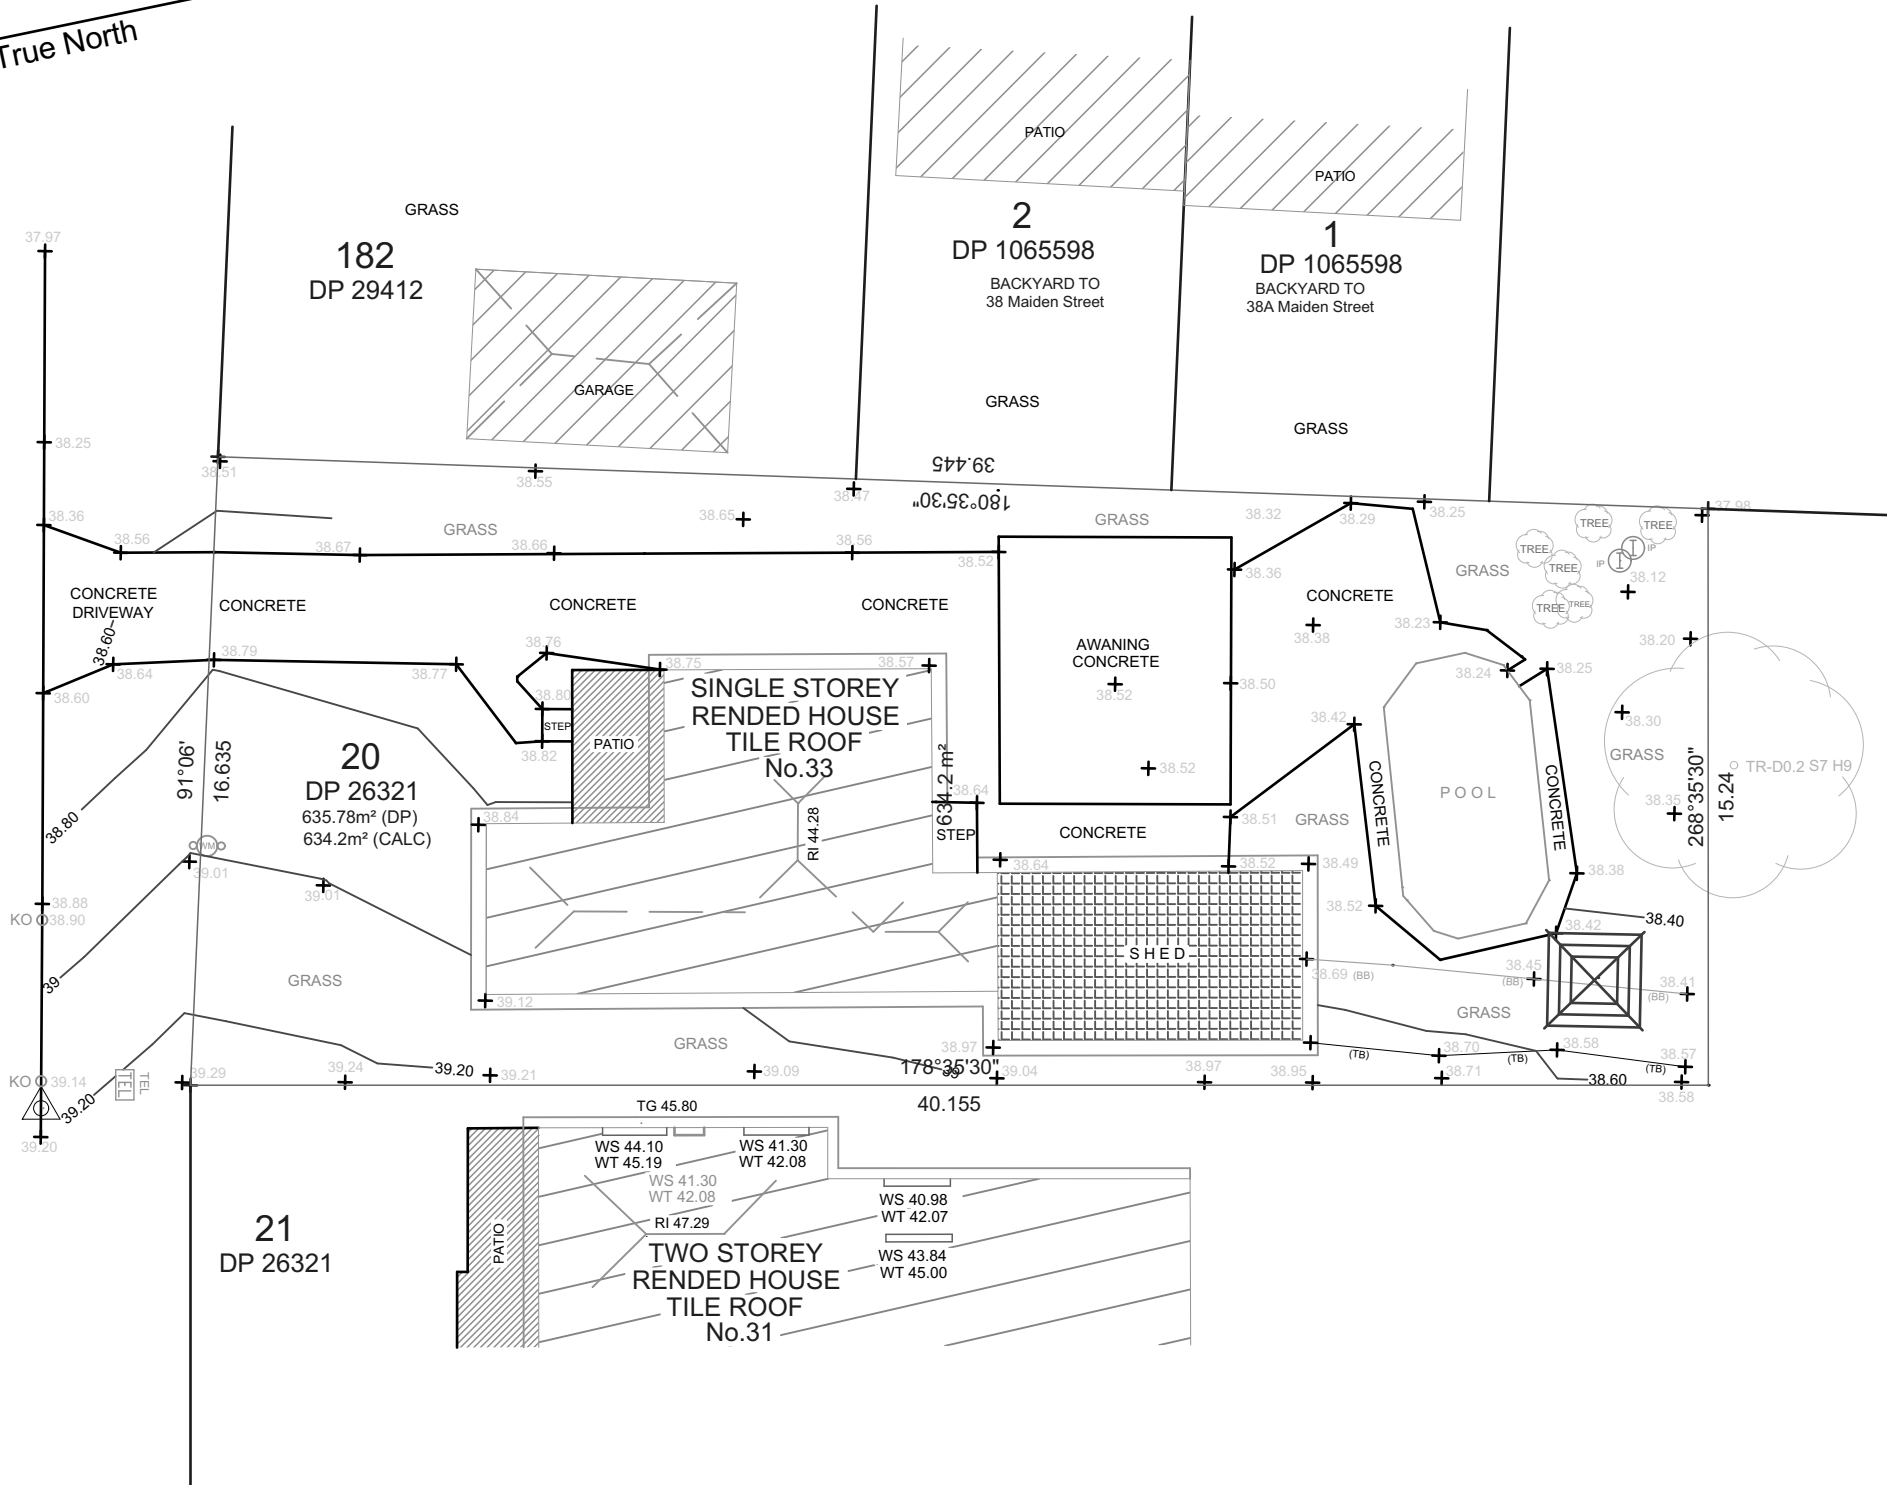 True North
PATIO
PATIO
GRASS
37.97
182
DP 29412
2
DP 1065598
BACKYARD TO
38 Maiden Street
1
DP 1065598
BACKYARD TO
38A Maiden Street
GARAGE
GRASS
GRASS
38.25
38.51
38.55
38.47
39.445
180°35'30"
38.65
GRASS
GRASS
38.32
38.29
38.25
37.98
TREE
TREE
TREE
TREE
TREE
TREE
IP
IP
38.12
38.36
38.56
38.67
38.66
38.56
38.52
38.36
GRASS
CONCRETE
DRIVEWAY
CONCRETE
CONCRETE
CONCRETE
CONCRETE
38.38
38.23
38.20
38.60
38.60
38.64
38.79
38.77
38.76
38.75
38.57
AWANING
CONCRETE
38.52
38.50
38.24
38.25
38.80
STEP
38.82
PATIO
SINGLE STOREY
RENDED HOUSE
TILE ROOF
No.33
RI 44.28
634.2 m²
38.42
38.30
GRASS
TR-D0.2 S7 H9
268°35'30"
15.24
91°06'
16.635
20
DP 26321
635.78m² (DP)
634.2m² (CALC)
38.52
38.64
STEP
CONCRETE
38.51
GRASS
CONCRETE
POOL
CONCRETE
38.35
38.80
38.84
WM
39.01
39.01
38.64
38.52
38.49
38.38
38.88
KO
38.90
38.52
38.42
38.40
39
GRASS
39.12
SHED
38.69
(BB)
38.45
(BB)
38.41
(BB)
GRASS
GRASS
38.97
178°35'30"
39
39.04
38.97
38.95
(TB)
38.70
38.71
(TB)
38.58
(TB)
38.57
38.60
38.58
KO
39.14
39.20
39.20
TEL
TEL
39.29
39.24
39.20
39.21
39.09
40.155
TG 45.80
WS 44.10
WT 45.19
WS 41.30
WT 42.08
WS 41.30
WT 42.08
RI 47.29
WS 40.98
WT 42.07
WS 43.84
WT 45.00
PATIO
TWO STOREY
RENDED HOUSE
TILE ROOF
No.31
21
DP 26321